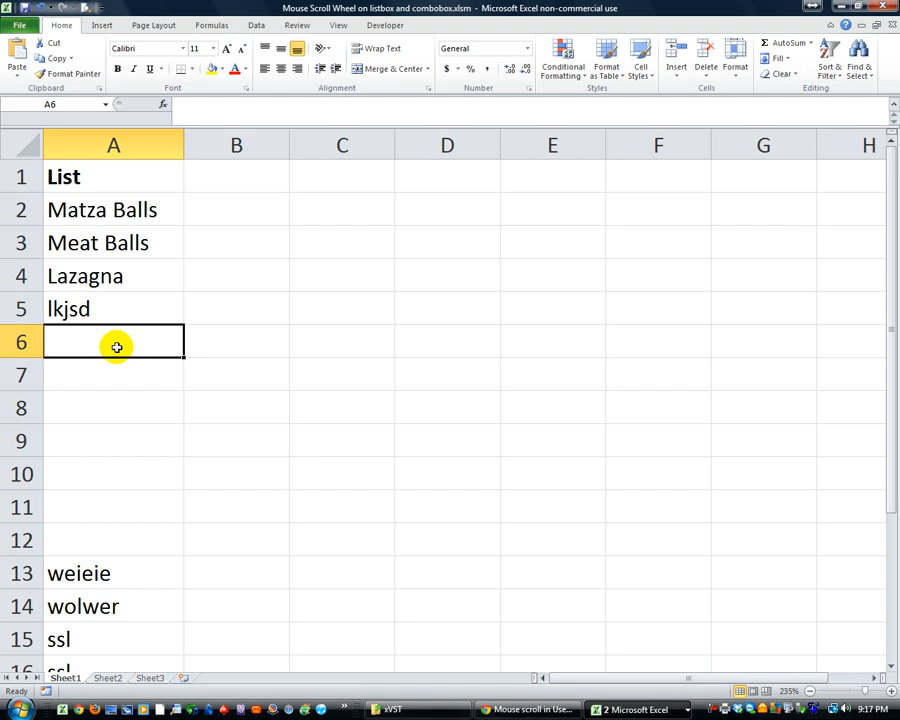 Mouse Scroll Wheel on listbox and combobox.xlsm - Microsoft Excel non-commercial use
File Home Insert Page Layout Formulas Data Review View Developer
Paste Cut Calibri 11 A A Wrap Text General Conditional Formatting Format as Table Cell Styles Insert Delete Format AutoSum Sort & Filter Find & Select
Copy Fill
Format Painter B I U A Merge & Center $ % , Clear
Clipboard Font Alignment Number Styles Cells Editing
A6 fx
A B C D E F G H
1 List
2 Matza Balls
3 Meat Balls
4 Lazagna
5 lkjsd
6
7
8
9
10
11
12
13 weieie
14 wolwer
15 ssl
16 ssl
Sheet1 Sheet2 Sheet3
Ready 235%
xVST Mouse scroll in Use... 2 Microsoft Excel 9:17 PM